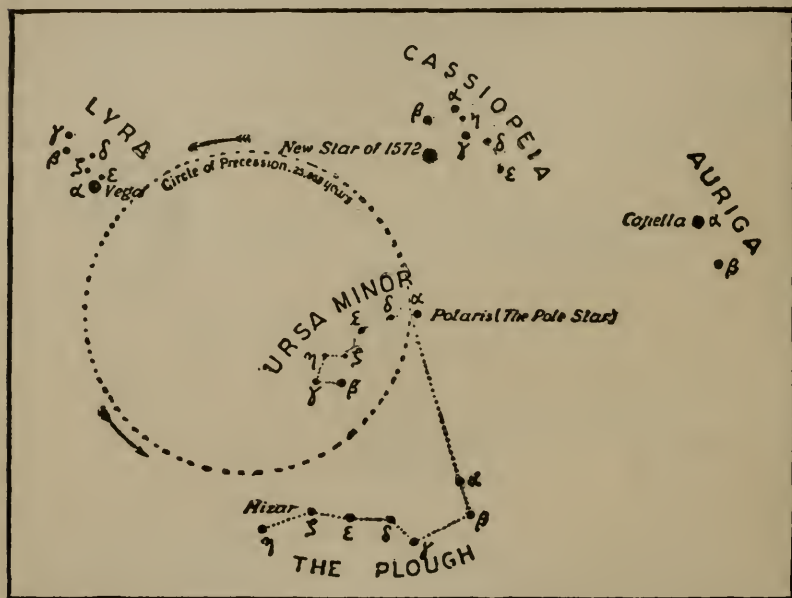 CASSIOPEIA
α
β
η
γ
δ
ε
New Star of 1572
LYRA
γ
β
δ
ζ
ε
α Vega
Circle of Precession. years
AURIGA
Capella α
β
URSA MINOR
α
δ
ε
η
ζ
γ
β
Polaris (The Pole Star)
α
β
Mizar
η
ζ
ε
δ
γ
THE PLOUGH